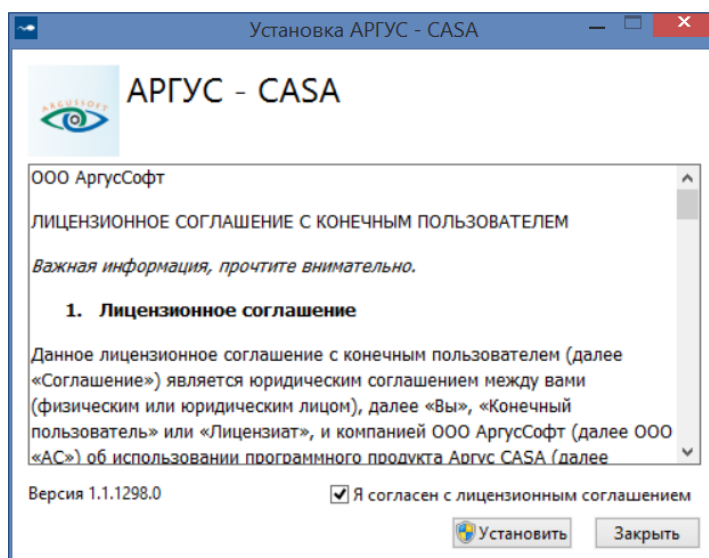 Установка АРГУС - CASA
ARGUSSOFT
АРГУС - CASA
ООО АргусСофт
ЛИЦЕНЗИОННОЕ СОГЛАШЕНИЕ С КОНЕЧНЫМ ПОЛЬЗОВАТЕЛЕМ
Важная информация, прочтите внимательно.
1. Лицензионное соглашение
Данное лицензионное соглашение с конечным пользователем (далее
«Соглашение») является юридическим соглашением между вами
(физическим или юридическим лицом), далее «Вы», «Конечный
пользователь» или «Лицензиат», и компанией ООО АргусСофт (далее ООО
«АС») об использовании программного продукта Аргус CASA (далее
Версия 1.1.1298.0
Я согласен с лицензионным соглашением
Установить
Закрыть